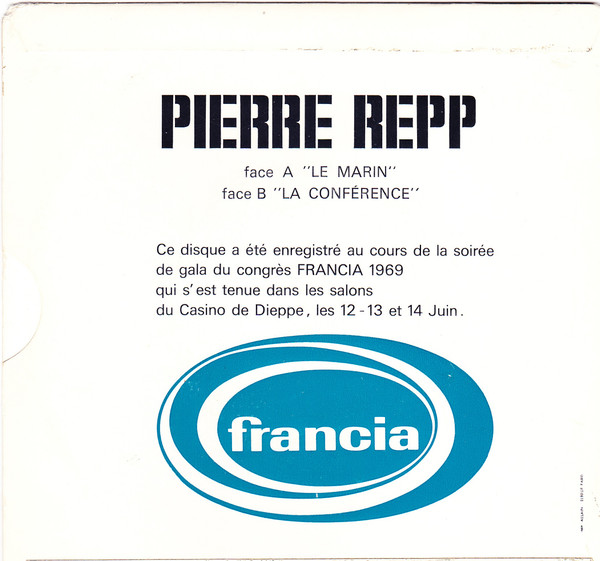 PIERRE REPP
face A "LE MARIN"
face B "LA CONFÉRENCE"
Ce disque a été enregistré au cours de la soirée
de gala du congrès FRANCIA 1969
qui s'est tenue dans les salons
du Casino de Dieppe, les 12-13 et 14 Juin.
francia